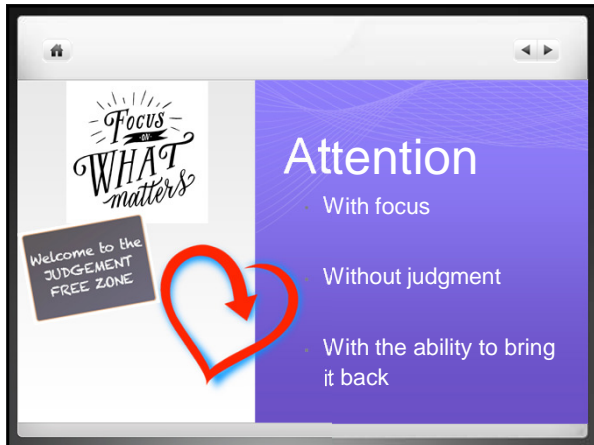 Focus
ON
WHAT
matters
Welcome to the
JUDGEMENT
FREE ZONE
Attention
With focus
Without judgment
With the ability to bring
it back